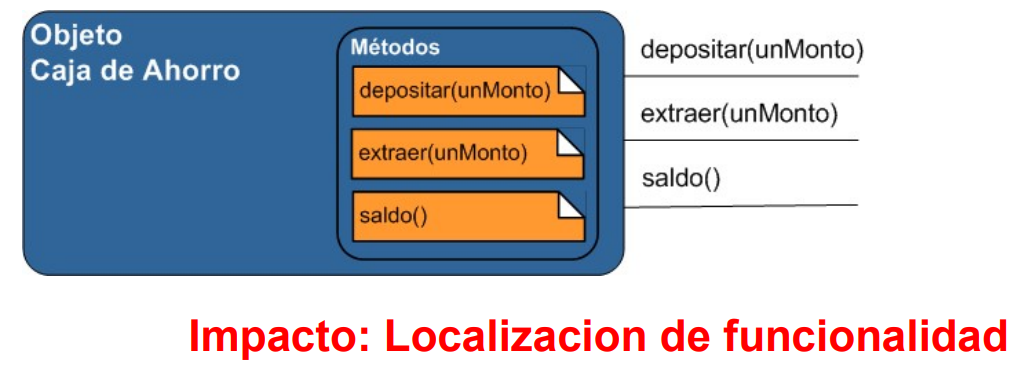 Objeto
Caja de Ahorro
Métodos
depositar(unMonto)
extraer(unMonto)
saldo()
depositar(unMonto)
extraer(unMonto)
saldo()
Impacto: Localizacion de funcionalidad